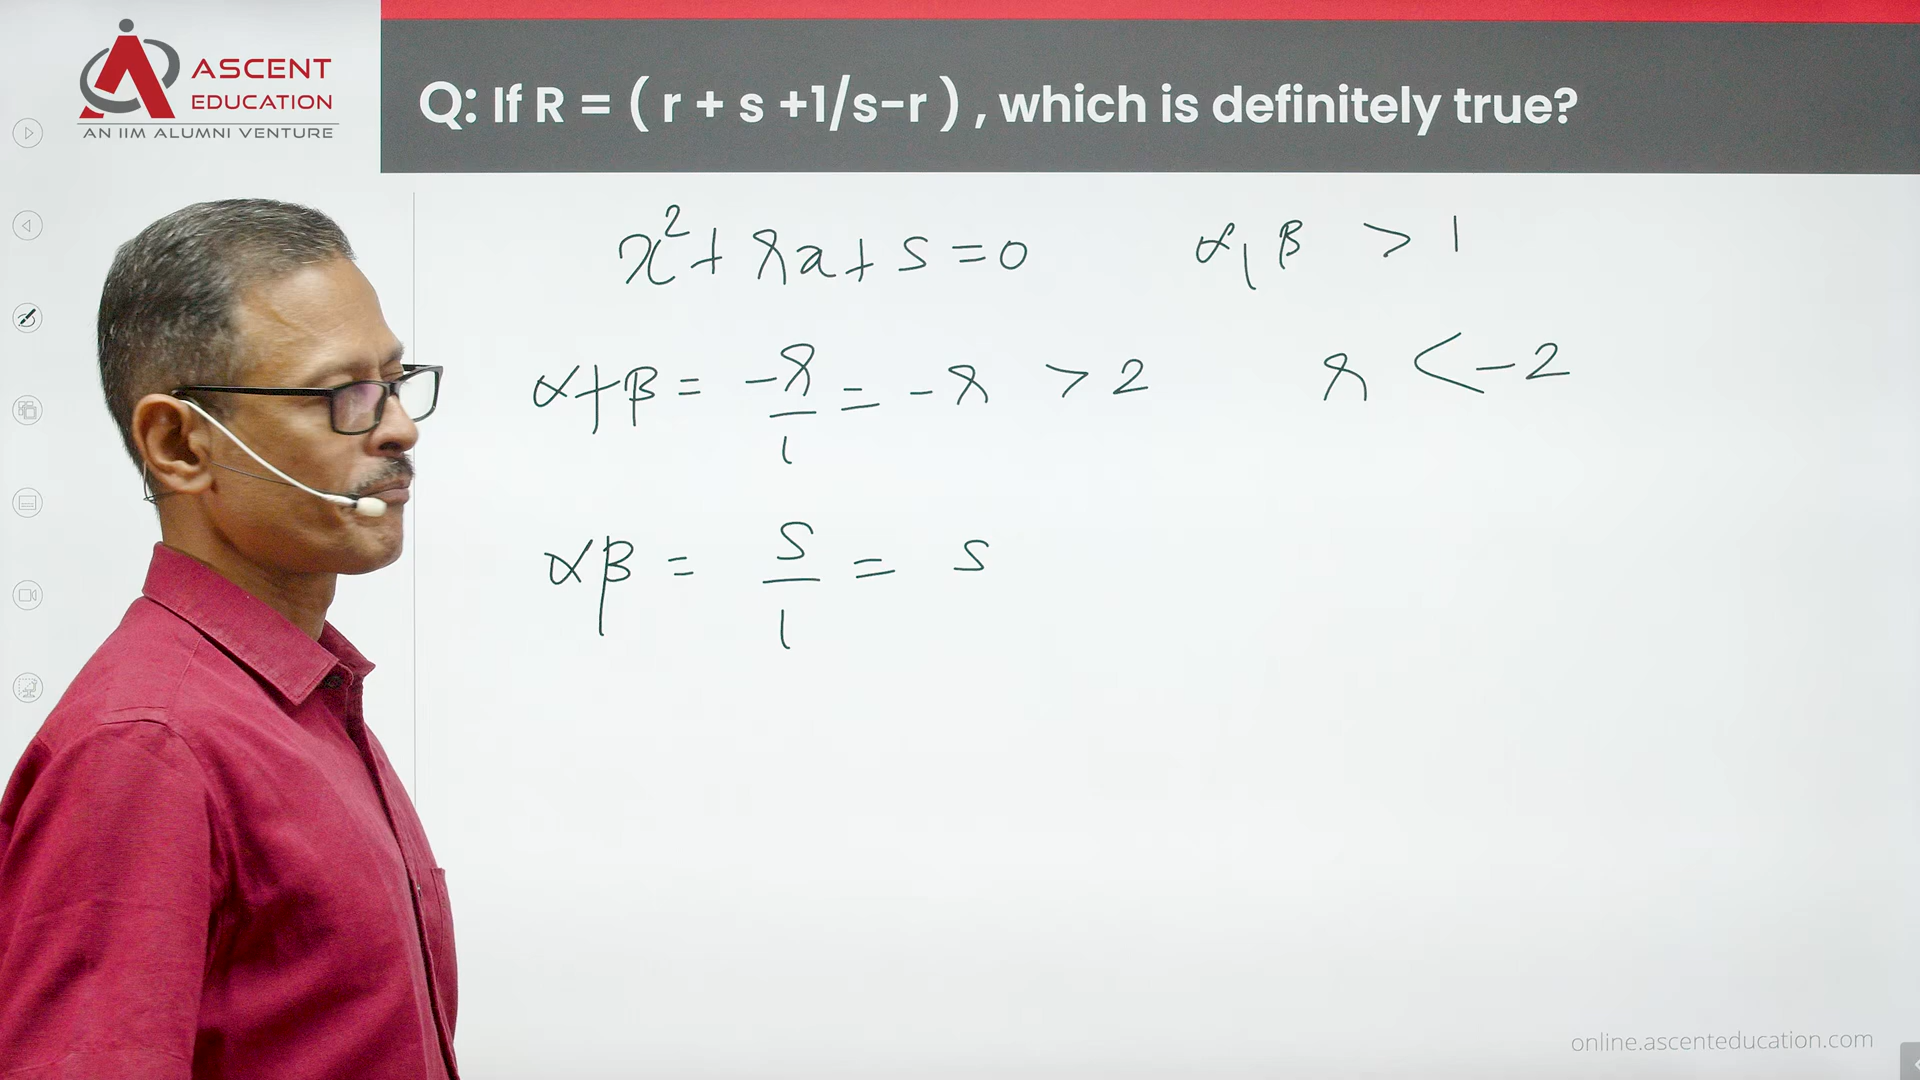 ASCENT
EDUCATION
AN IIM ALUMNI VENTURE
Q: If R = ( r + s +1/s-r ) , which is definitely true?
x² + rx + s = 0    α, β > 1
α+β = -r/1 = -r > 2    r < -2
αβ = s/1 = s
online.ascenteducation.com